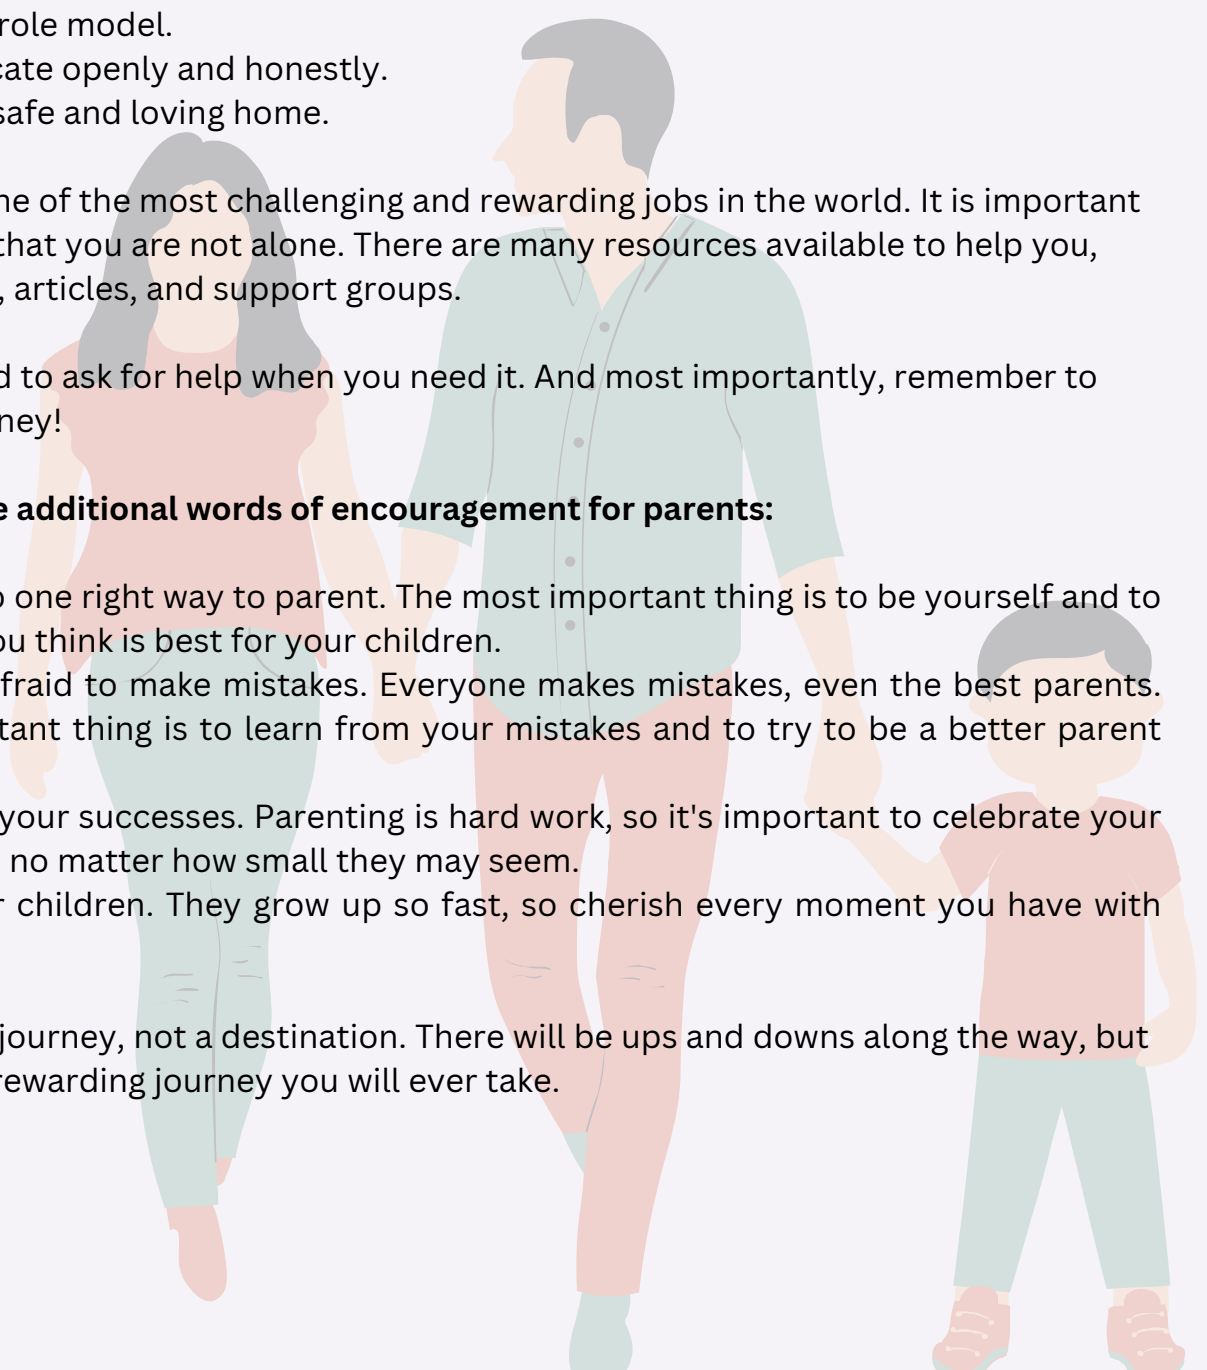 role model.
cate openly and honestly.
safe and loving home.
ne of the most challenging and rewarding jobs in the world. It is important
that you are not alone. There are many resources available to help you,
, articles, and support groups.
d to ask for help when you need it. And most importantly, remember to
ney!
e additional words of encouragement for parents:
o one right way to parent. The most important thing is to be yourself and to
ou think is best for your children.
fraid to make mistakes. Everyone makes mistakes, even the best parents.
tant thing is to learn from your mistakes and to try to be a better parent
your successes. Parenting is hard work, so it's important to celebrate your
no matter how small they may seem.
r children. They grow up so fast, so cherish every moment you have with
journey, not a destination. There will be ups and downs along the way, but
rewarding journey you will ever take.